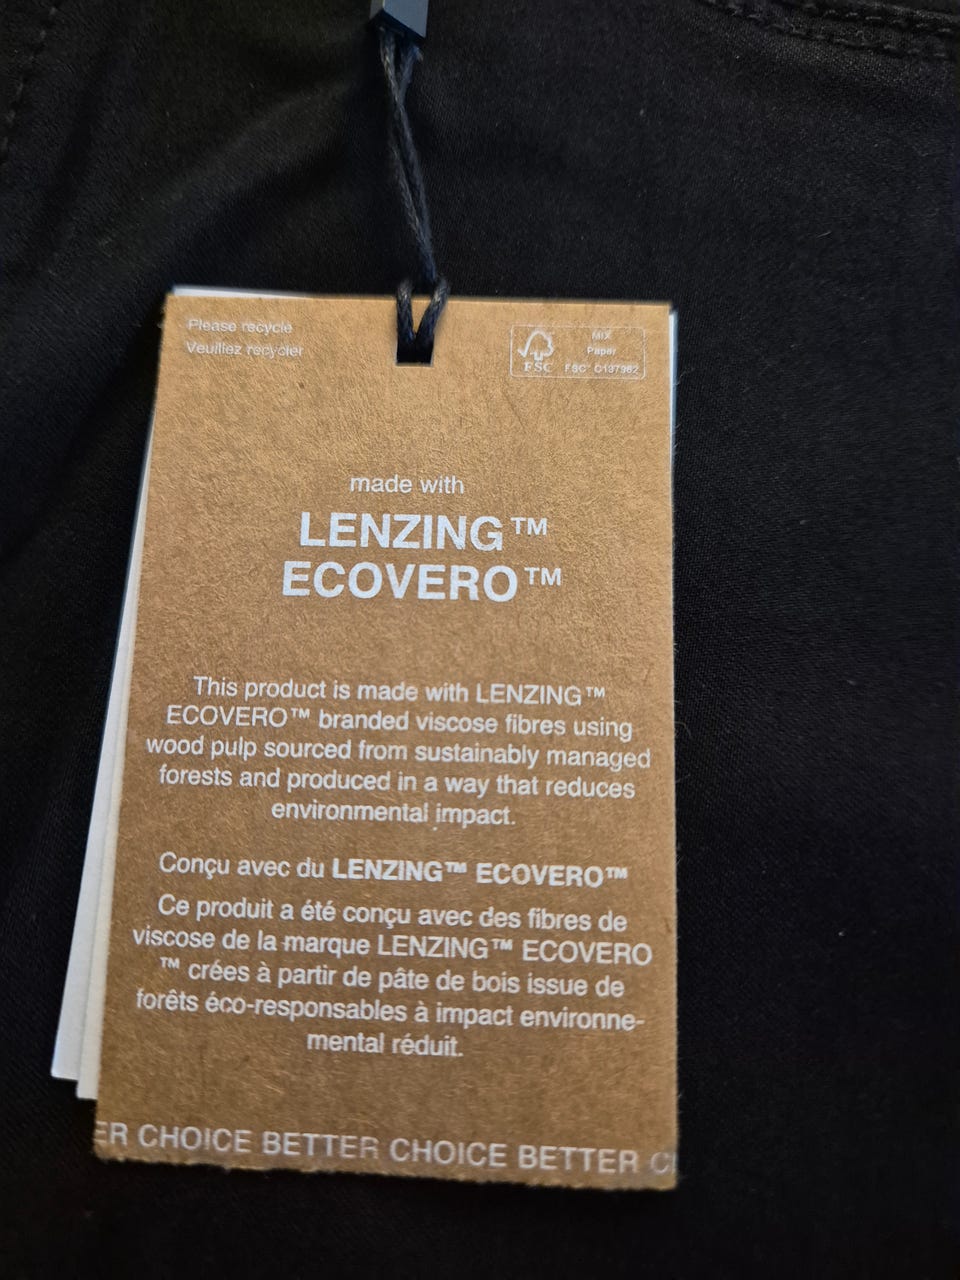 Please recycle
Veuillez recycler
MIX
Paper
FSC
FSC® C137982
made with
LENZING™
ECOVERO™
This product is made with LENZING™
ECOVERO™ branded viscose fibres using
wood pulp sourced from sustainably managed
forests and produced in a way that reduces
environmental impact.
Conçu avec du LENZING™ ECOVERO™
Ce produit a été conçu avec des fibres de
viscose de la marque LENZING™ ECOVERO
™ crées à partir de pâte de bois issue de
forêts éco-responsables à impact environne-
mental réduit.
ER CHOICE BETTER CHOICE BETTER C